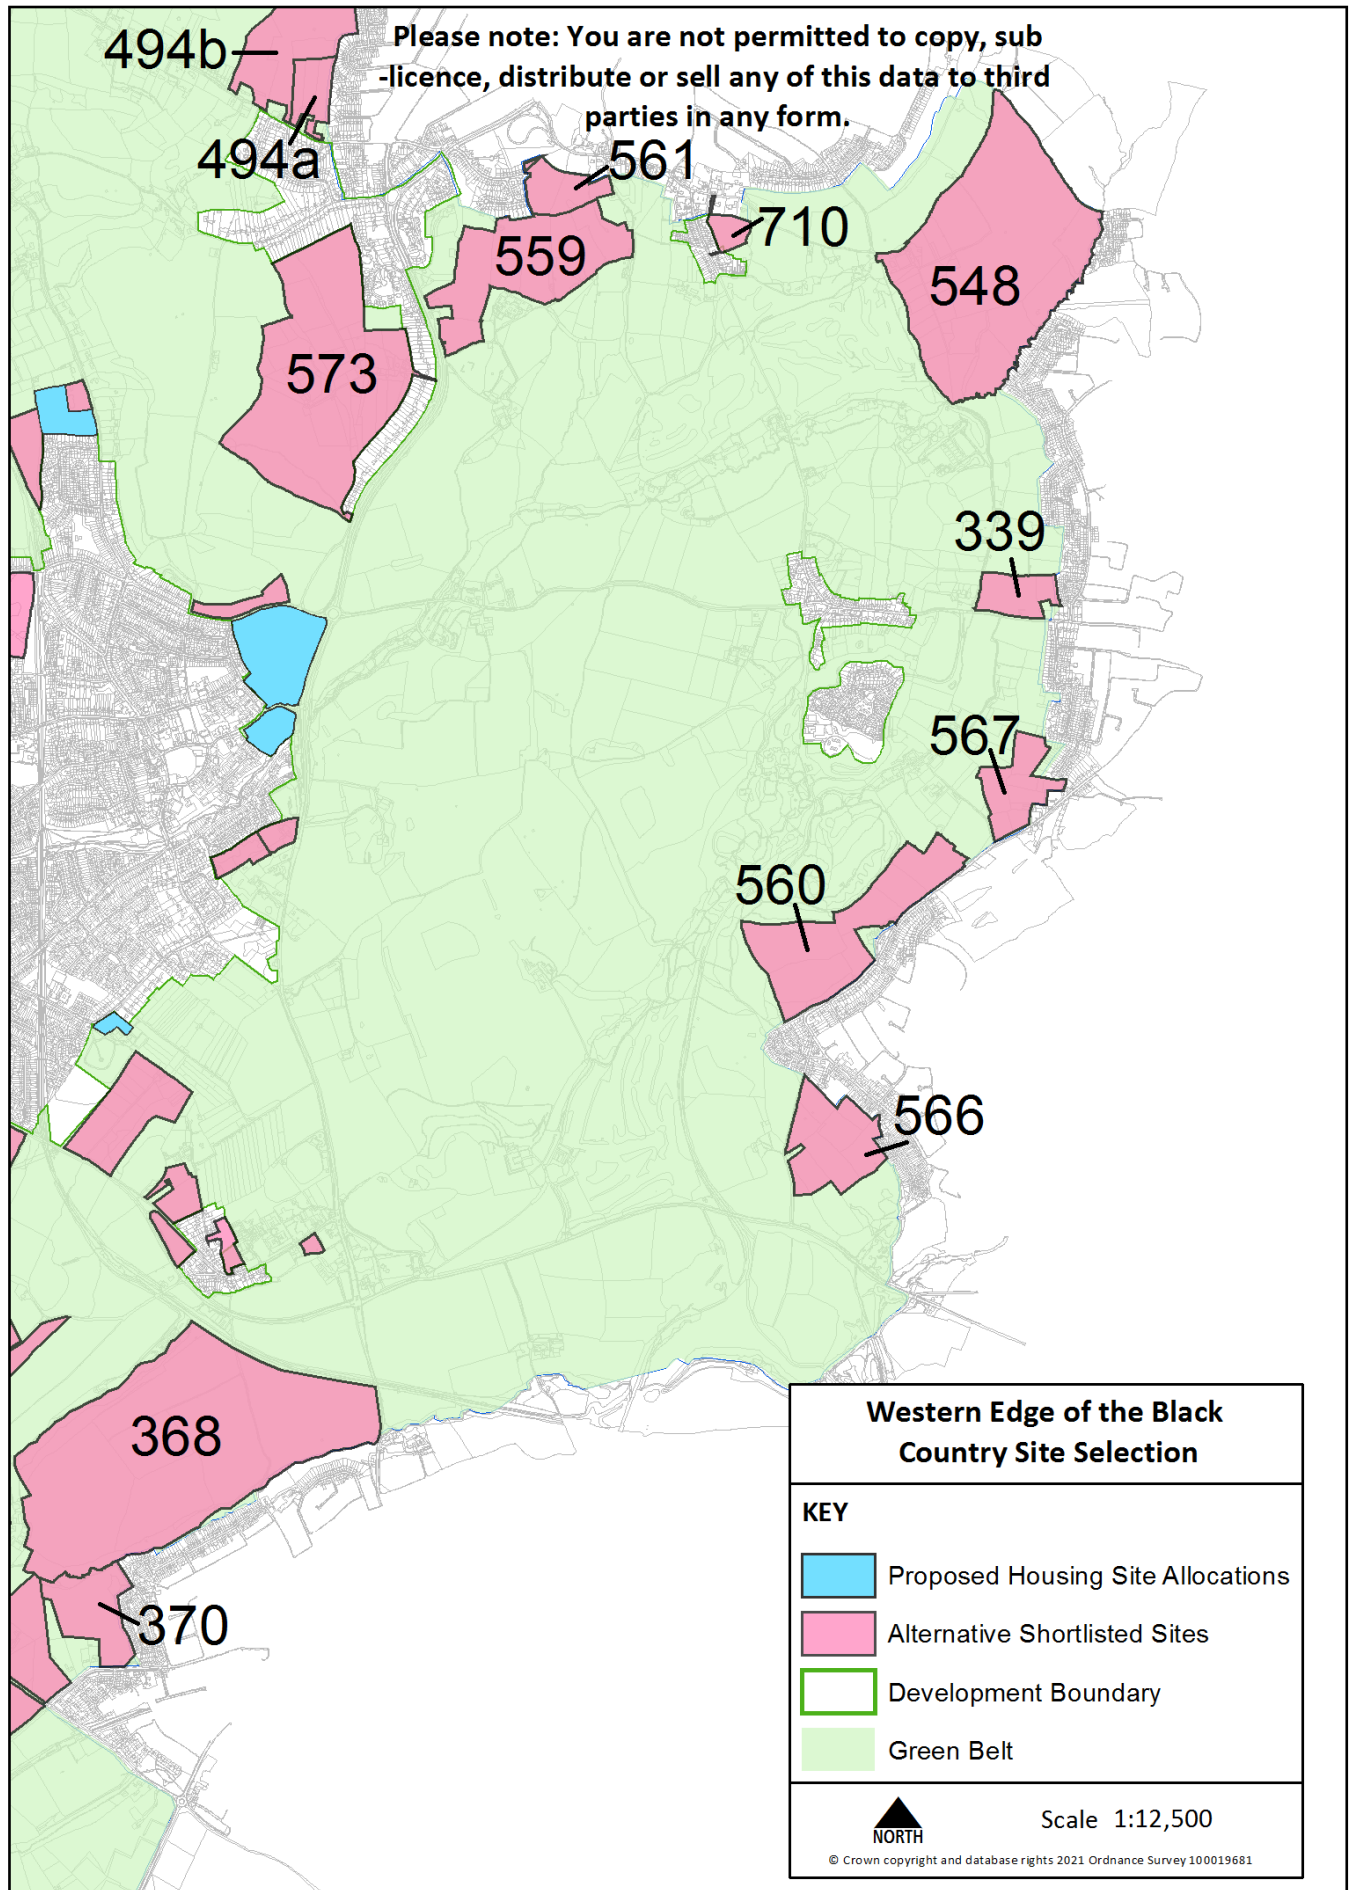 Please note: You are not permitted to copy, sub
-licence, distribute or sell any of this data to third
parties in any form.
494b
494a
561
710
559
548
573
339
567
560
566
368
370
Western Edge of the Black
Country Site Selection
KEY
Proposed Housing Site Allocations
Alternative Shortlisted Sites
Development Boundary
Green Belt
NORTH
Scale 1:12,500
© Crown copyright and database rights 2021 Ordnance Survey 100019681